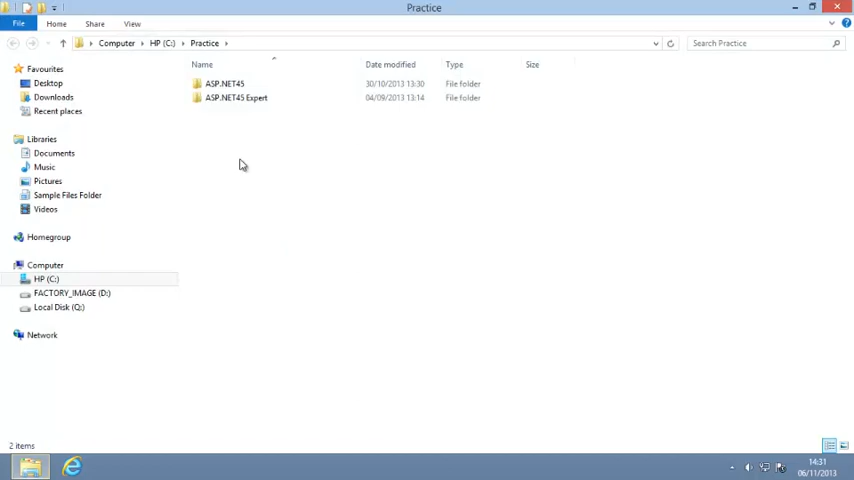 Practice
File Home Share View
Computer HP (C:) Practice
Search Practice
Name Date modified Type Size
ASP.NET45 30/10/2013 13:30 File folder
ASP.NET45 Expert 04/09/2013 13:14 File folder
Favourites
Desktop
Downloads
Recent places
Libraries
Documents
Music
Pictures
Sample Files Folder
Videos
Homegroup
Computer
HP (C:)
FACTORY_IMAGE (D:)
Local Disk (Q:)
Network
2 items
14:31
06/11/2013